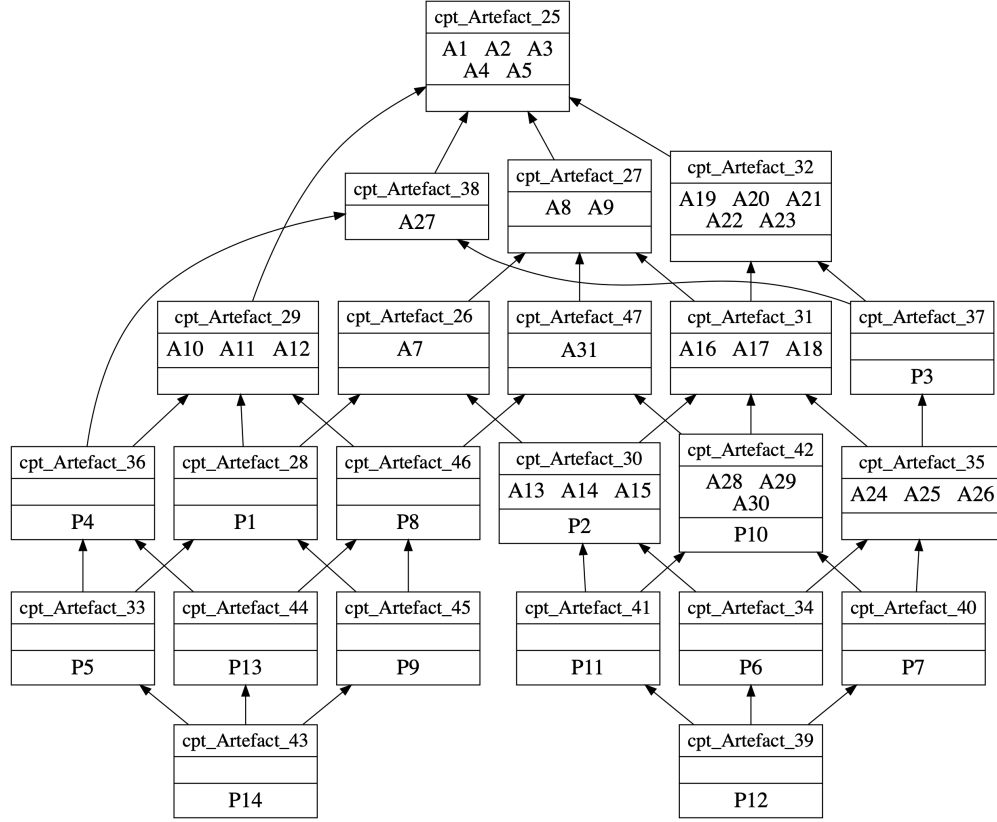 cpt_Artefact_25
A1 A2 A3
A4 A5
cpt_Artefact_38
A27
cpt_Artefact_27
A8 A9
cpt_Artefact_32
A19 A20 A21
A22 A23
cpt_Artefact_29
A10 A11 A12
cpt_Artefact_26
A7
cpt_Artefact_47
A31
cpt_Artefact_31
A16 A17 A18
cpt_Artefact_37
P3
cpt_Artefact_36
P4
cpt_Artefact_28
P1
cpt_Artefact_46
P8
cpt_Artefact_30
A13 A14 A15
P2
cpt_Artefact_42
A28 A29
A30
P10
cpt_Artefact_35
A24 A25 A26
cpt_Artefact_33
P5
cpt_Artefact_44
P13
cpt_Artefact_45
P9
cpt_Artefact_41
P11
cpt_Artefact_34
P6
cpt_Artefact_40
P7
cpt_Artefact_43
P14
cpt_Artefact_39
P12